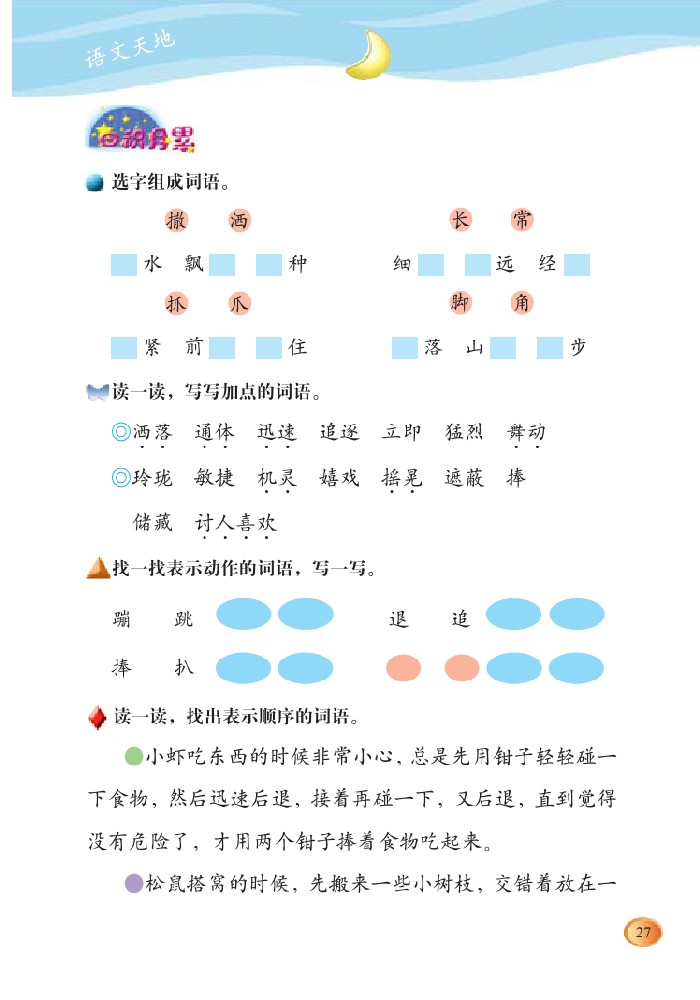 语文天地
日积月累
选字组成词语。
撒 洒 长 常
水 飘 种 细 远 经
抓 爪 脚 角
紧 前 住 落 山 步
读一读，写写加点的词语。
◎洒落 通体 迅速 追逐 立即 猛烈 舞动
◎玲珑 敏捷 机灵 嬉戏 摇晃 遮蔽 捧
储藏 讨人喜欢
找一找表示动作的词语，写一写。
蹦 跳 退 追
捧 扒
读一读，找出表示顺序的词语。
小虾吃东西的时候非常小心，总是先用钳子轻轻碰一
下食物，然后迅速后退，接着再碰一下，又后退，直到觉得
没有危险了，才用两个钳子捧着食物吃起来。
松鼠搭窝的时候，先搬来一些小树枝，交错着放在一
27